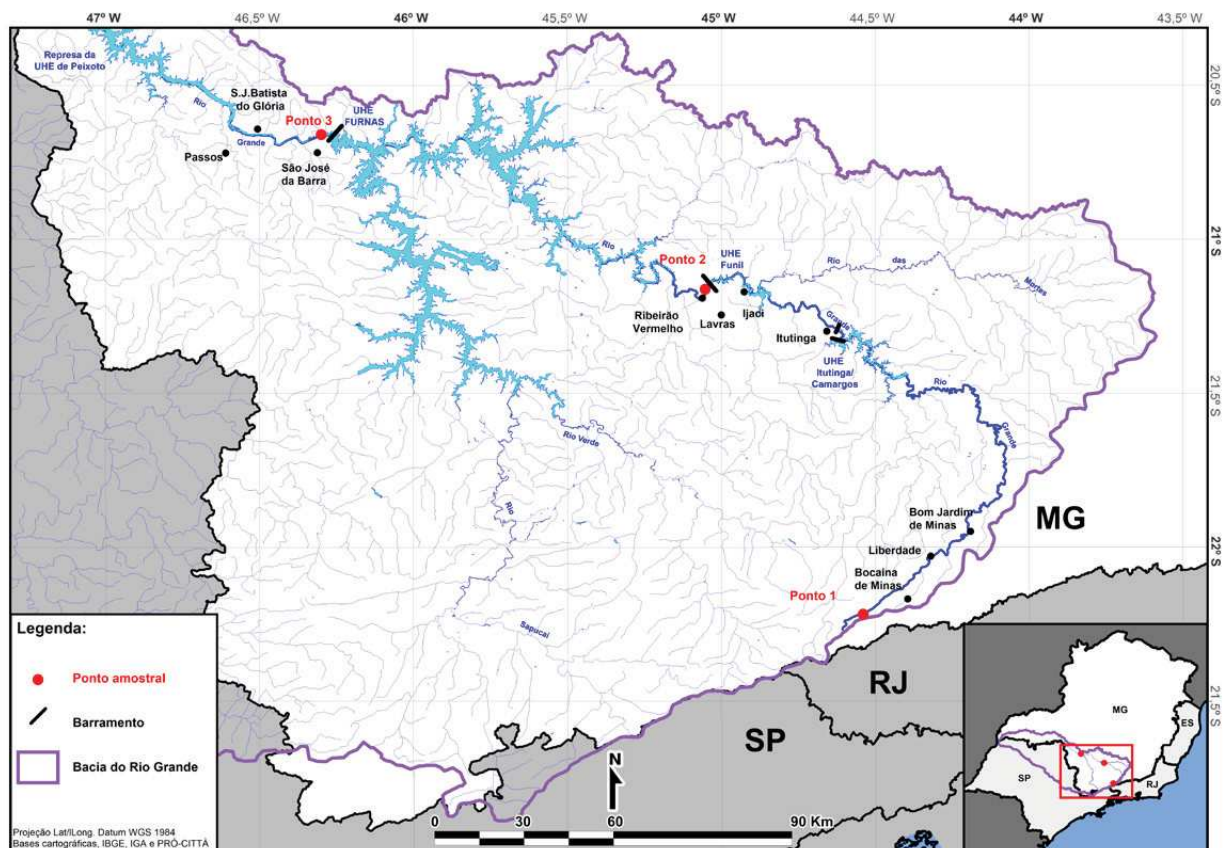 47°W
46,5°W
46°W
45,5°W
45°W
44,5°W
44°W
43,5°W
20,5° S
21° S
21,5° S
22° S
21,5° S
Represa da
UHE de Peixoto
S.J.Batista
do Glória
Rio
Ponto 3
UHE
FURNAS
Grande
Passos
São José
da Barra
Rio
Ponto 2
UHE
Funil
Rio
das
Mortes
Ribeirão
Vermelho
Lavras
Ijaci
Grande
Itutinga
UHE
Itutinga/
Camargos
Rio
Grande
Rio Verde
Rio
Sapucaí
Bom Jardim
de Minas
Liberdade
Bocaina
de Minas
Ponto 1
MG
RJ
SP
Legenda:
Ponto amostral
Barramento
Bacia do Rio Grande
Projeção Lat/lLong. Datum WGS 1984
Bases cartográficas, IBGE, IGA e PRÓ-CITTÀ
N
0
30
60
90 Km
MG
ES
SP
RJ